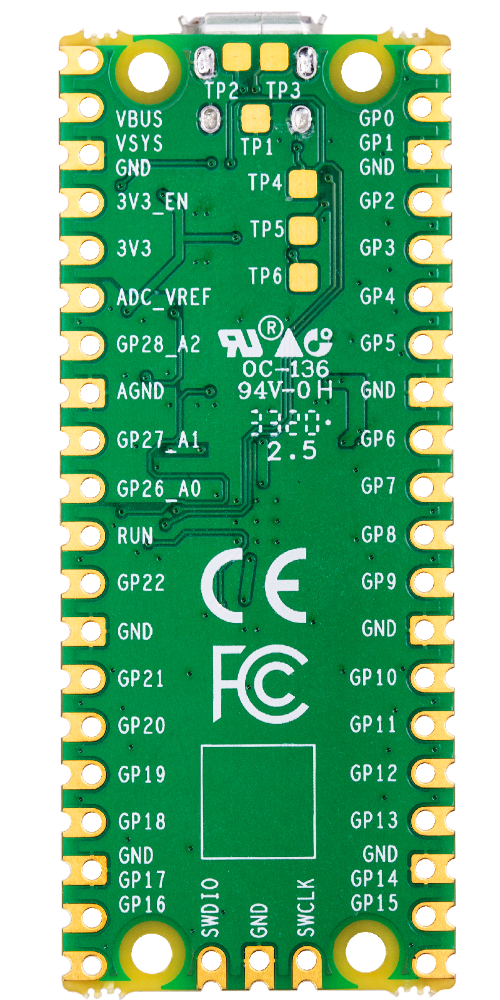 TP2 TP3
VBUS GP0
VSYS TP1 GP1
GND GND
TP4
3V3_EN GP2
TP5
3V3 GP3
TP6
ADC_VREF GP4
®
GP28_A2 GP5
OC-136
AGND 94V-0 H GND
3320.
GP27_A1 GP6
2.5
GP26_A0 GP7
RUN GP8
GP22 CE GP9
GND GND
GP21 FC GP10
GP20 GP11
GP19 GP12
GP18 GP13
GND GND
GP17 GP14
GP16 GP15
SWDIO GND SWCLK